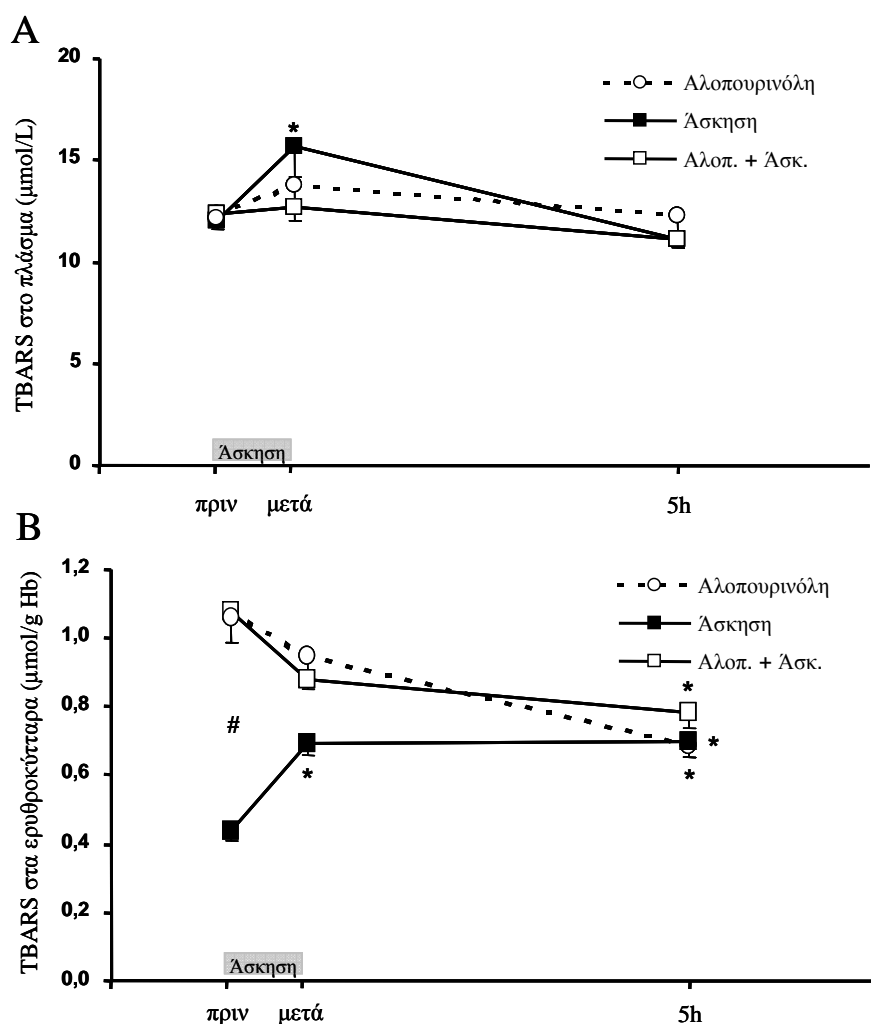 A
TBARS στο πλάσμα (μmol/L)
20
15
10
5
0
*
Αλοπουρινόλη
Άσκηση
Αλοπ. + Άσκ.
Άσκηση
πριν μετά 5h
B
TBARS στα ερυθροκύτταρα (μmol/g Hb)
1,2
1,0
0,8
0,6
0,4
0,2
0,0
Αλοπουρινόλη
Άσκηση
Αλοπ. + Άσκ.
#
*
*
*
*
Άσκηση
πριν μετά 5h